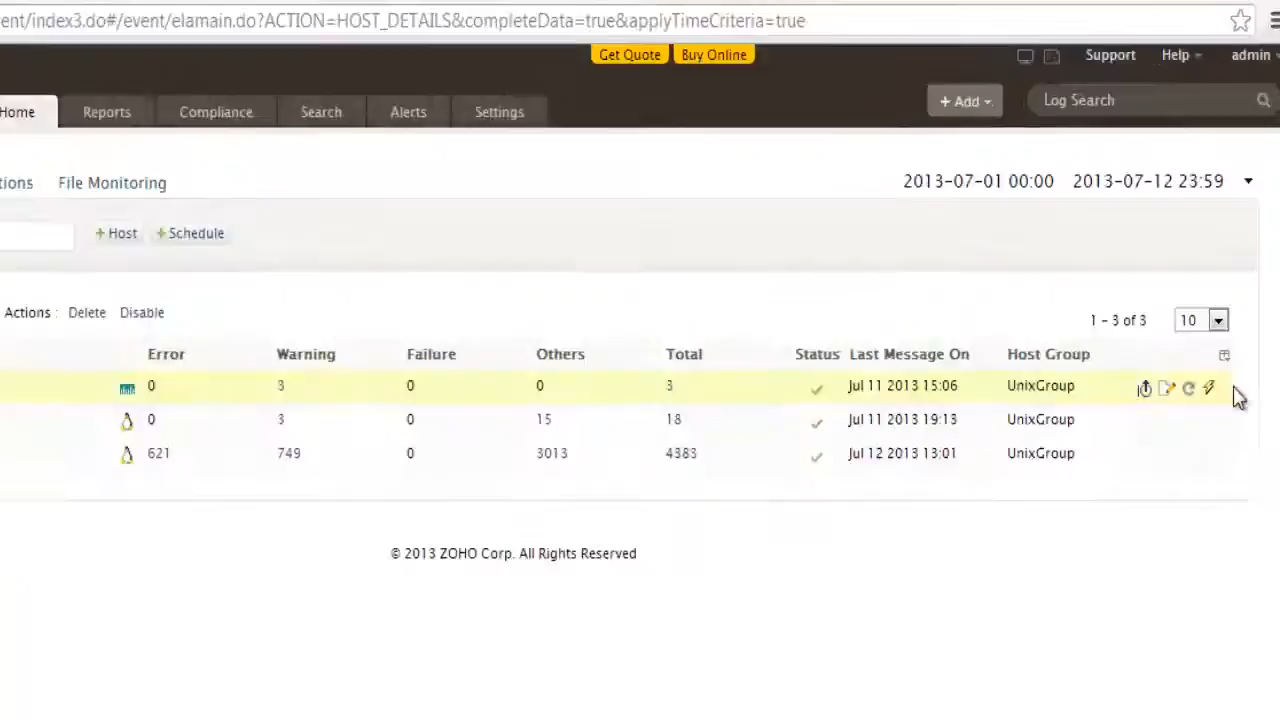 ent/index3.do#/event/elamain.do?ACTION=HOST_DETAILS&completeData=true&applyTimeCriteria=true
Get Quote Buy Online
Support Help admin
Home Reports Compliance Search Alerts Settings
+ Add Log Search
tions File Monitoring
2013-07-01 00:00 2013-07-12 23:59
+ Host + Schedule
Actions : Delete Disable
1 - 3 of 3 10
Error Warning Failure Others Total Status Last Message On Host Group
0 3 0 0 3 Jul 11 2013 15:06 UnixGroup
0 3 0 15 18 Jul 11 2013 19:13 UnixGroup
621 749 0 3013 4383 Jul 12 2013 13:01 UnixGroup
© 2013 ZOHO Corp. All Rights Reserved